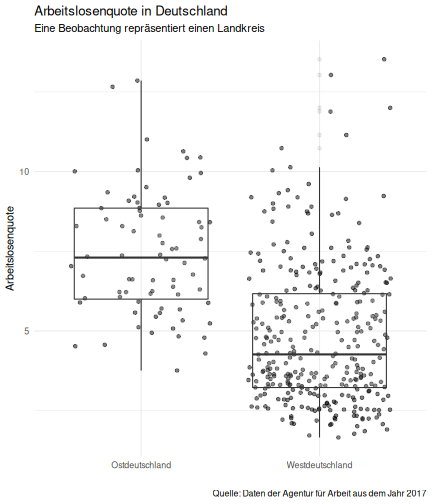 Arbeitslosenquote in Deutschland
Eine Beobachtung repräsentiert einen Landkreis
Arbeitslosenquote
10
5
Ostdeutschland
Westdeutschland
Quelle: Daten der Agentur für Arbeit aus dem Jahr 2017